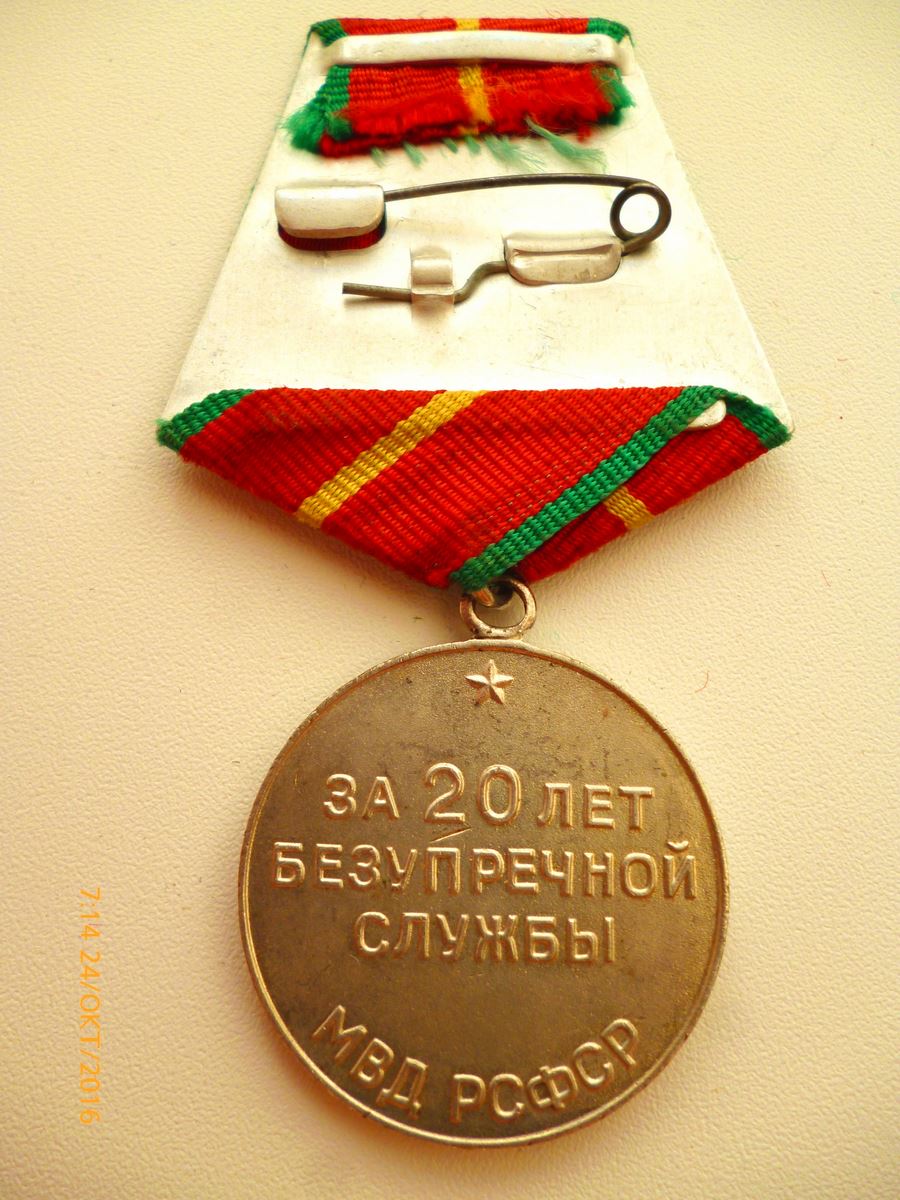 ЗА 20 ЛЕТ
БЕЗУПРЕЧНОЙ
СЛУЖБЫ
МВД РСФСР
7:14 24/ОКТ/2016